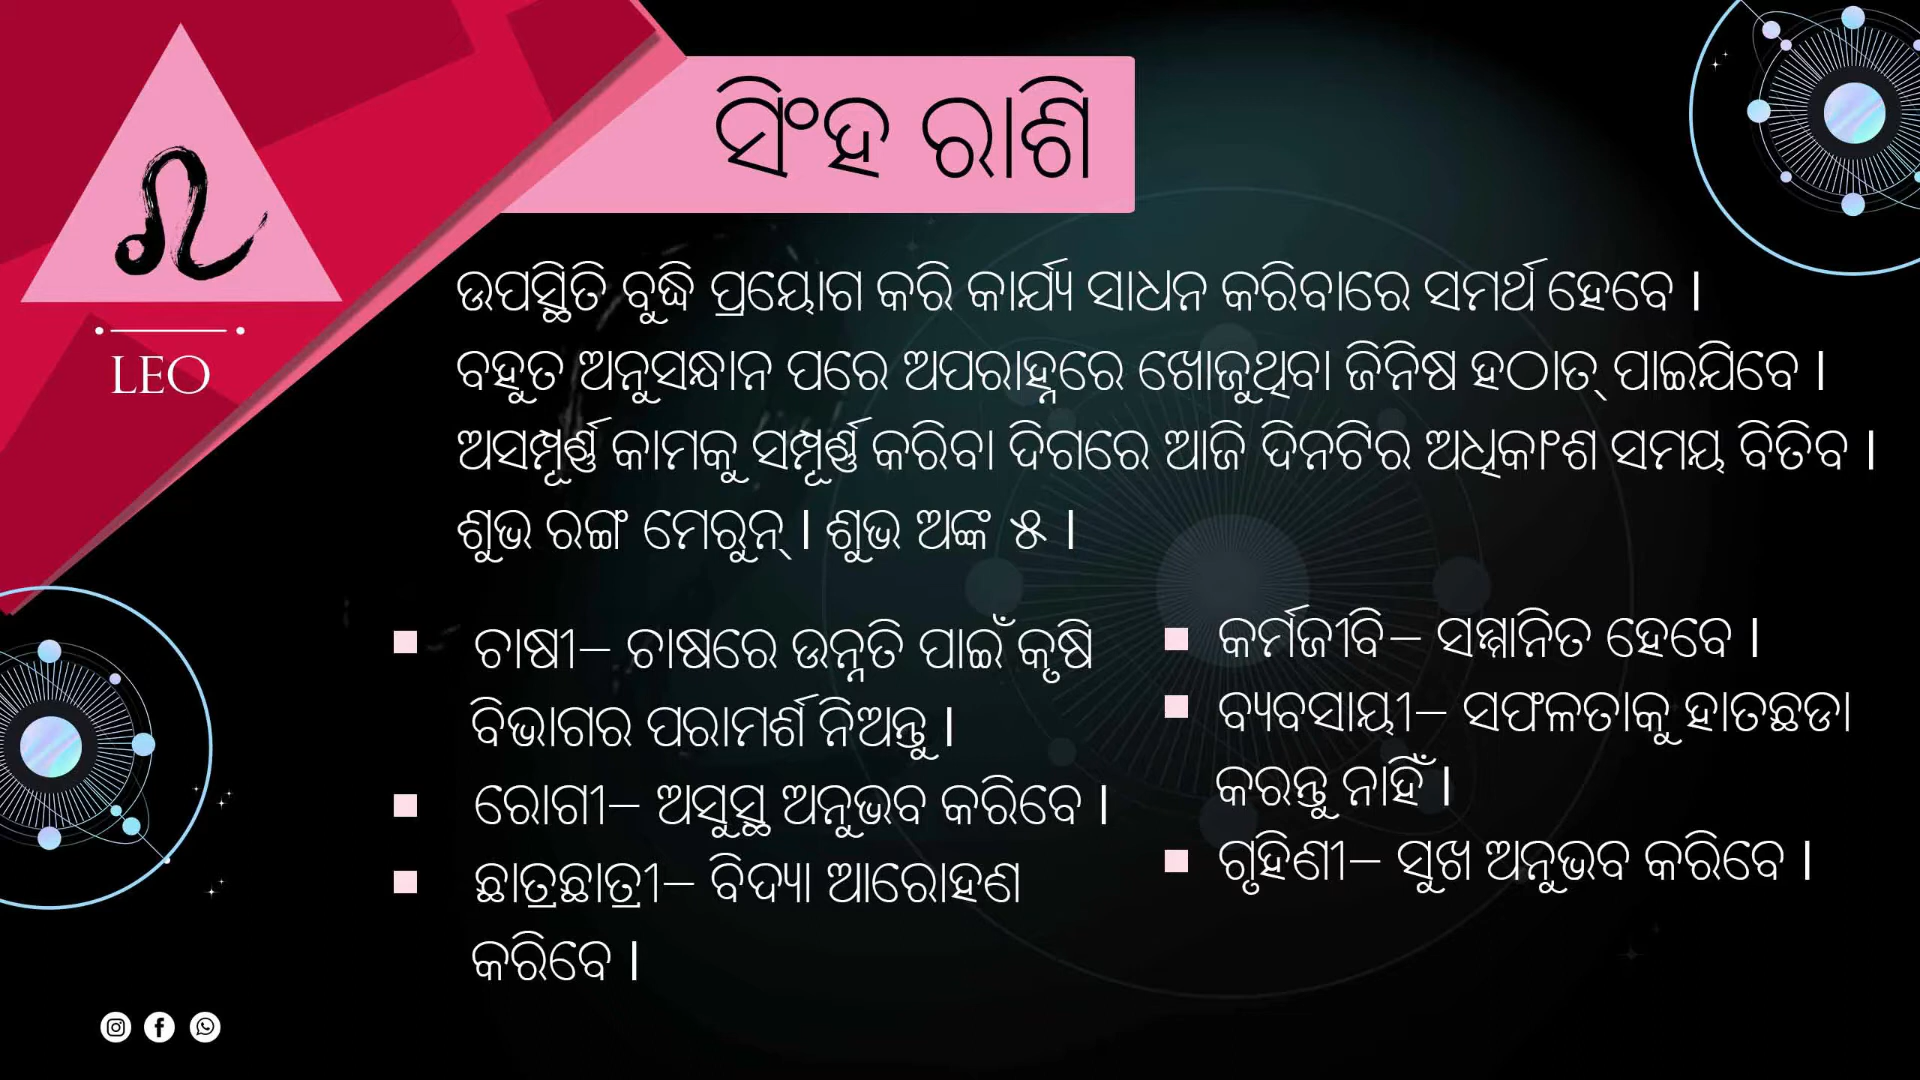 ସିଂହ ରାଶି
LEO
ଉପସ୍ଥିତି ବୁଦ୍ଧି ପ୍ରୟୋଗ କରି କାର୍ଯ୍ୟ ସାଧନ କରିବାରେ ସମର୍ଥ ହେବେ ।
ବହୁତ ଅନୁସନ୍ଧାନ ପରେ ଅପରାହ୍ନରେ ଖୋଜୁଥିବା ଜିନିଷ ହଠାତ୍ ପାଇଯିବେ ।
ଅସମ୍ପୂର୍ଣ୍ଣ କାମକୁ ସମ୍ପୂର୍ଣ୍ଣ କରିବା ଦିଗରେ ଆଜି ଦିନଟିର ଅଧିକାଂଶ ସମୟ ବିତିବ ।
ଶୁଭ ରଙ୍ଗ ମେରୁନ୍ । ଶୁଭ ଅଙ୍କ ୫ ।
ଚାଷୀ– ଚାଷରେ ଉନ୍ନତି ପାଇଁ କୃଷି
ବିଭାଗର ପରାମର୍ଶ ନିଅନ୍ତୁ ।
ରୋଗୀ– ଅସୁସ୍ଥ ଅନୁଭବ କରିବେ ।
ଛାତ୍ରଛାତ୍ରୀ– ବିଦ୍ୟା ଆରୋହଣ
କରିବେ ।
କର୍ମଜୀବି– ସମ୍ମାନିତ ହେବେ ।
ବ୍ୟବସାୟୀ– ସଫଳତାକୁ ହାତଛଡା
କରନ୍ତୁ ନାହିଁ ।
ଗୃହିଣୀ– ସୁଖ ଅନୁଭବ କରିବେ ।